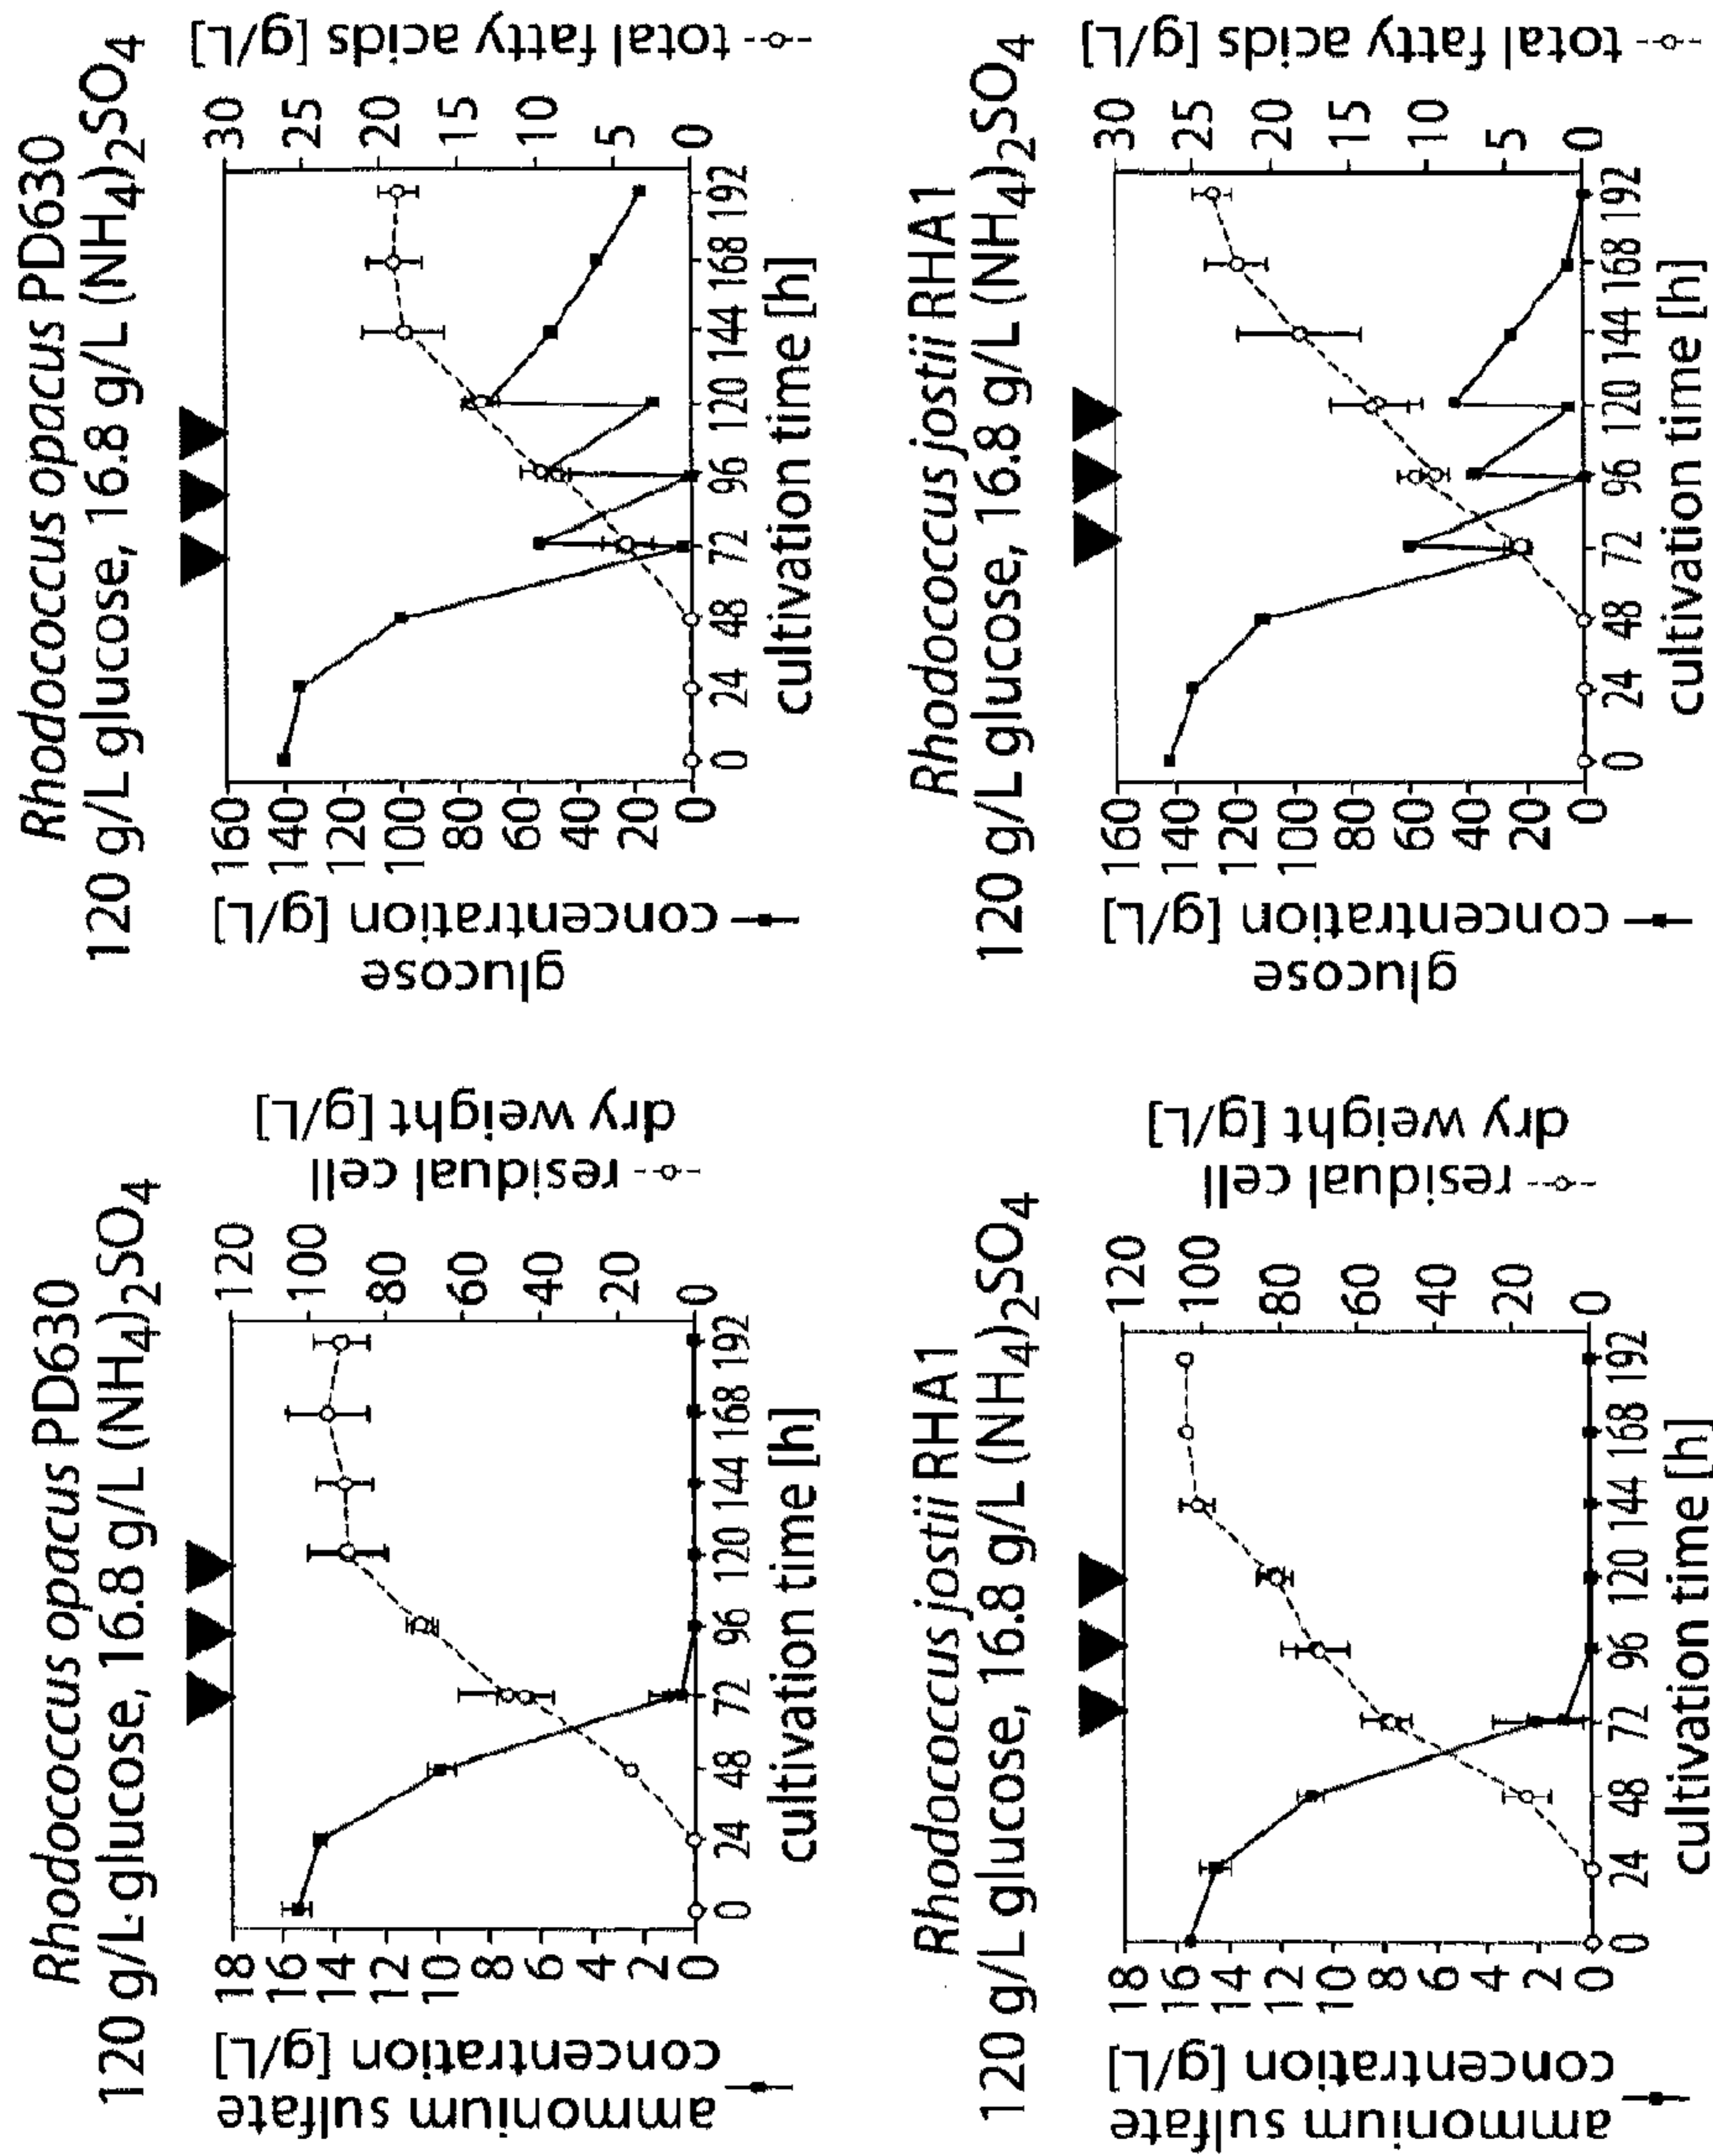 Rhodococcus opacus PD630
120 g/L glucose, 16.8 g/L (NH4)2SO4
ammonium sulfate
concentration [g/L]
18
16
14
12
10
8
6
4
2
0
0 24 48 72 96 120 144 168 192
cultivation time [h]
120
100
80
60
40
20
0
residual cell
dry weight [g/L]
Rhodococcus opacus PD630
120 g/L glucose, 16.8 g/L (NH4)2SO4
glucose
concentration [g/L]
160
140
120
100
80
60
40
20
0
0 24 48 72 96 120 144 168 192
cultivation time [h]
30
25
20
15
10
5
0
total fatty acids [g/L]
Rhodococcus jostii RHA1
120 g/L glucose, 16.8 g/L (NH4)2SO4
ammonium sulfate
concentration [g/L]
18
16
14
12
10
8
6
4
2
0
0 24 48 72 96 120 144 168 192
cultivation time [h]
120
100
80
60
40
20
0
residual cell
dry weight [g/L]
Rhodococcus jostii RHA1
120 g/L glucose, 16.8 g/L (NH4)2SO4
glucose
concentration [g/L]
160
140
120
100
80
60
40
20
0
0 24 48 72 96 120 144 168 192
cultivation time [h]
30
25
20
15
10
5
0
total fatty acids [g/L]